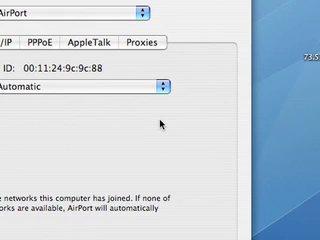 AirPort
/IP PPPoE AppleTalk Proxies
ID: 00:11:24:9c:9c:88
Automatic
73.5
e networks this computer has joined. If none of
orks are available, AirPort will automatically